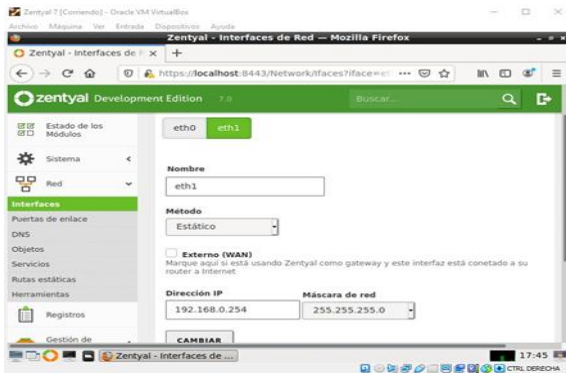 Zentyal 7 [Corriendo] - Oracle VM VirtualBox
Archivo Máquina Ver Entrada Dispositivos Ayuda
Zentyal - Interfaces de Red — Mozilla Firefox
Zentyal - Interfaces de
https://localhost:8443/Network/Ifaces?iface=et
zentyal Development Edition 7.0
Buscar...
Estado de los
Módulos
Sistema
Red
Interfaces
Puertas de enlace
DNS
Objetos
Servicios
Rutas estáticas
Herramientas
Registros
Gestión de
eth0 eth1
Nombre
eth1
Método
Estático
Externo (WAN)
Marque aquí si está usando Zentyal como gateway y este interfaz está conetado a su
router a Internet
Dirección IP Máscara de red
192.168.0.254 255.255.255.0
CAMBIAR
Zentyal - Interfaces de ...
17:45
CTRL DERECHA